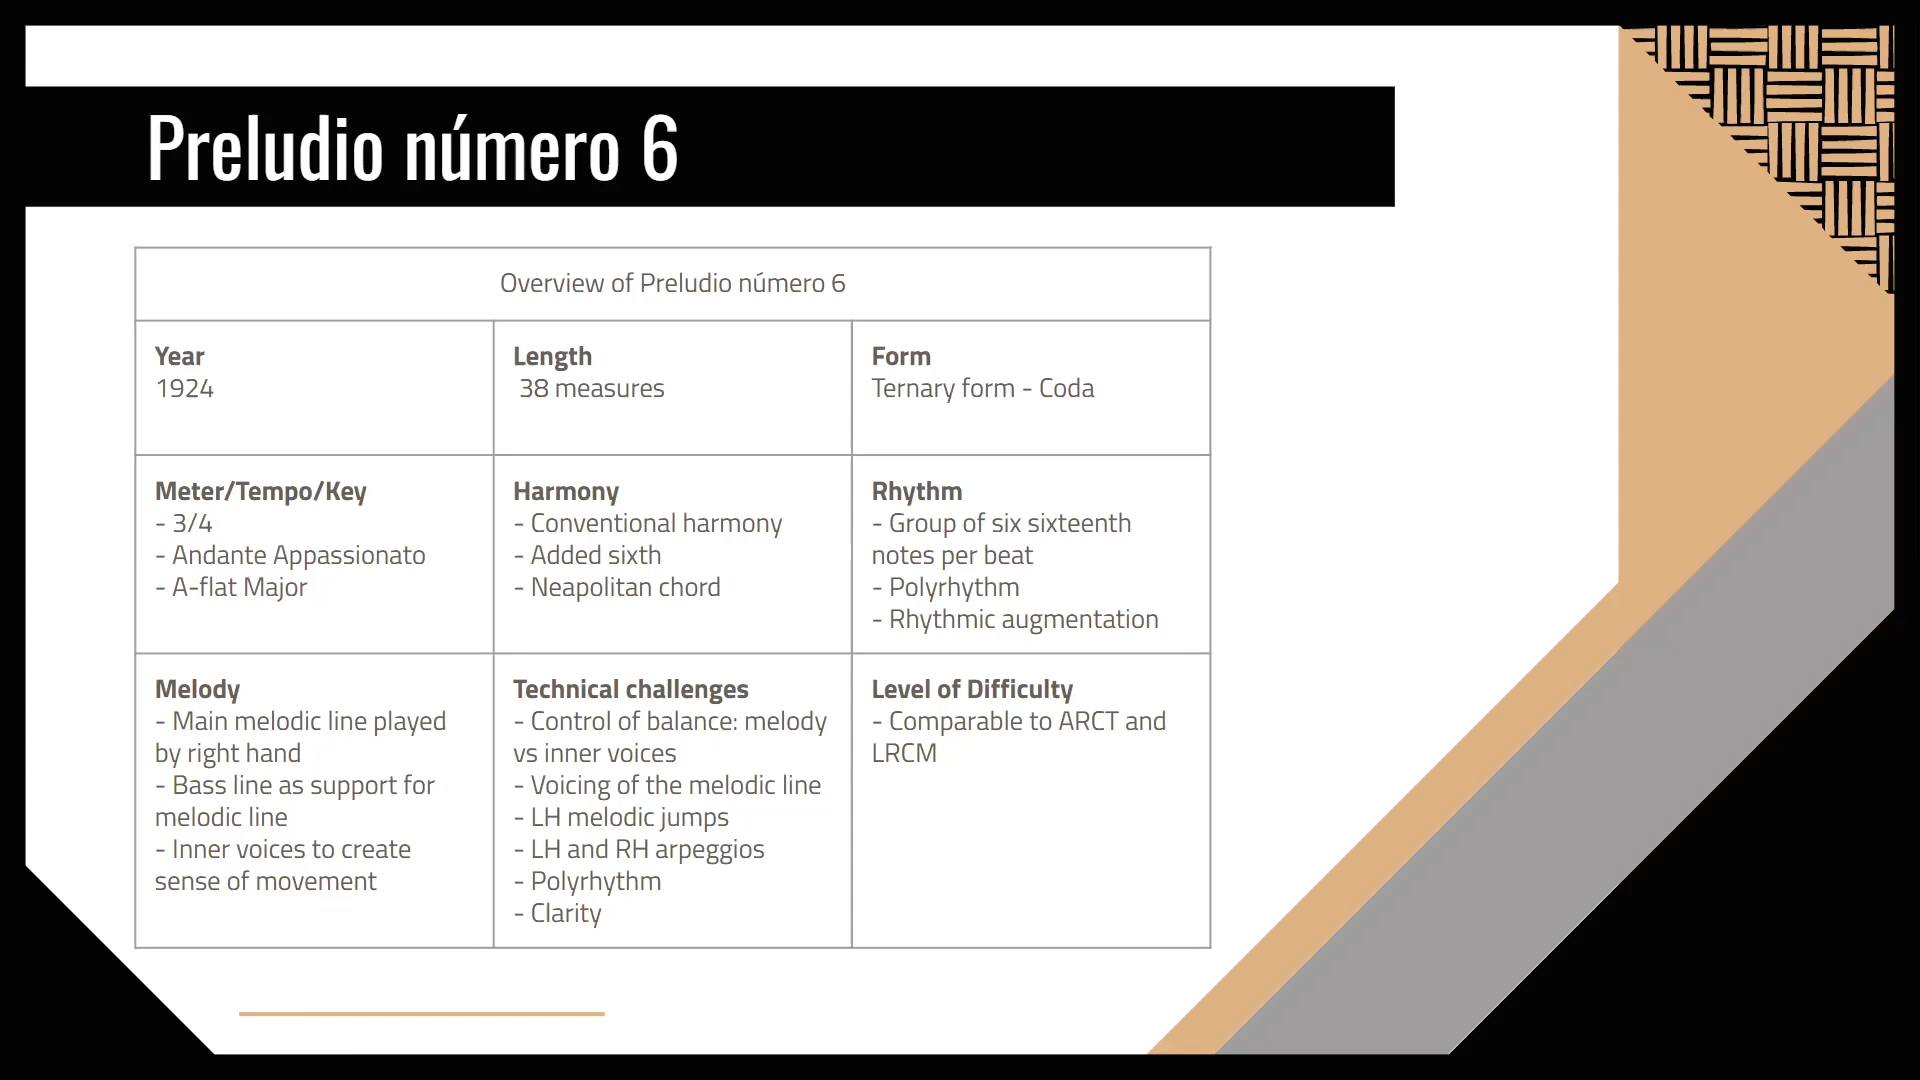 Preludio número 6
Overview of Preludio número 6
Year
1924
Length
38 measures
Form
Ternary form - Coda
Meter/Tempo/Key
- 3/4
- Andante Appassionato
- A-flat Major
Harmony
- Conventional harmony
- Added sixth
- Neapolitan chord
Rhythm
- Group of six sixteenth
notes per beat
- Polyrhythm
- Rhythmic augmentation
Melody
- Main melodic line played
by right hand
- Bass line as support for
melodic line
- Inner voices to create
sense of movement
Technical challenges
- Control of balance: melody
vs inner voices
- Voicing of the melodic line
- LH melodic jumps
- LH and RH arpeggios
- Polyrhythm
- Clarity
Level of Difficulty
- Comparable to ARCT and
LRCM